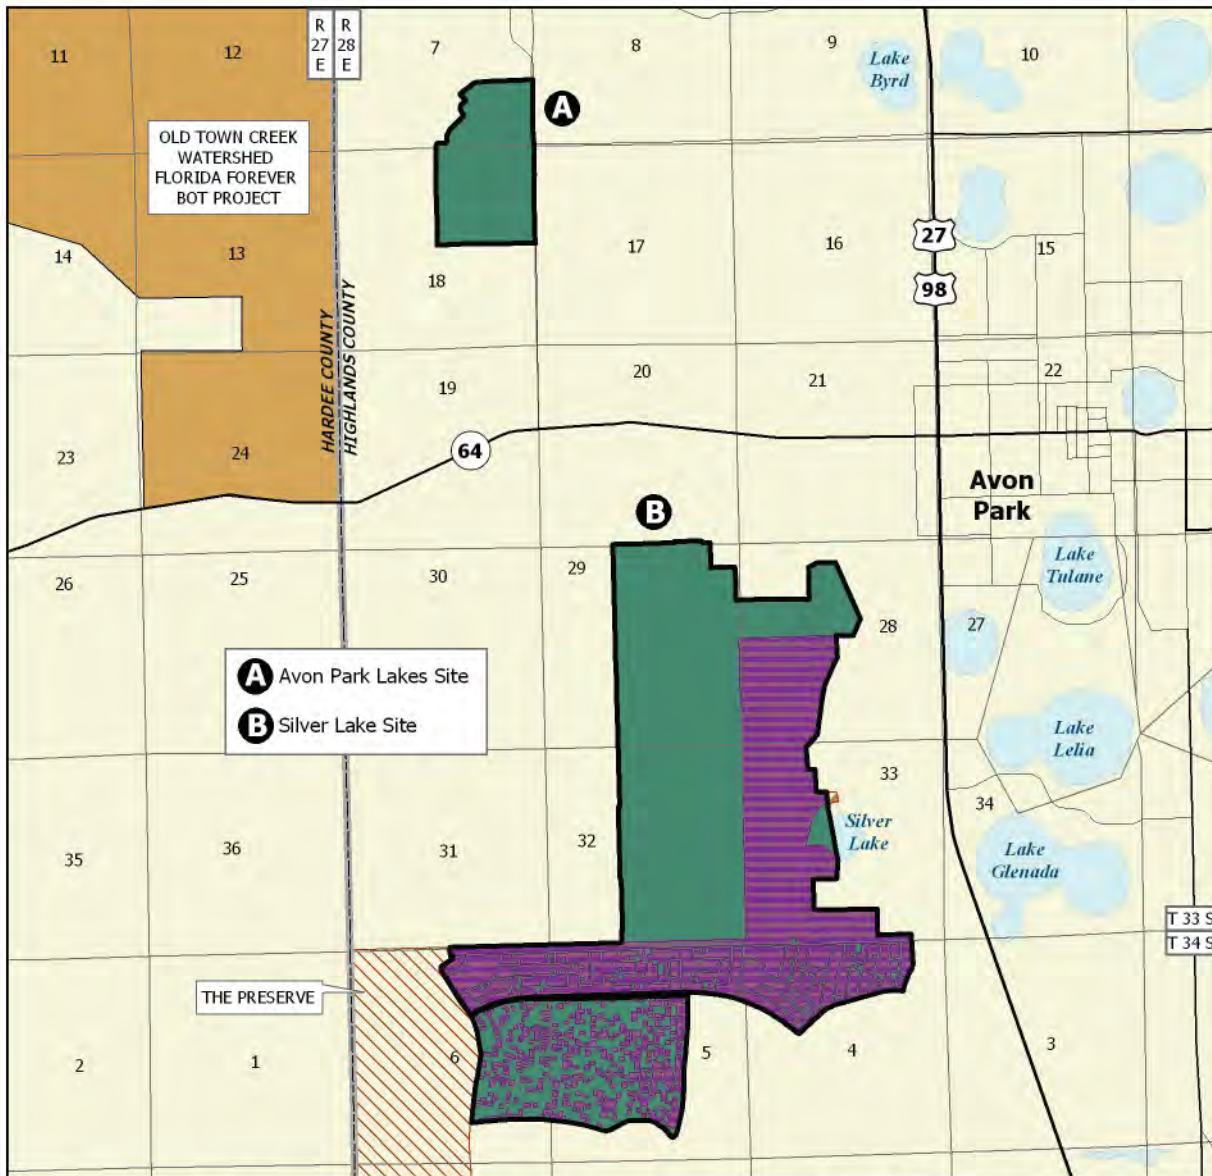 11
12
R
27
E
R
28
E
7
8
9
10
Lake
Byrd
A
OLD TOWN CREEK
WATERSHED
FLORIDA FOREVER
BOT PROJECT
14
13
18
17
16
27
98
15
HARDEE COUNTY
HIGHLANDS COUNTY
19
20
21
22
23
24
64
Avon
Park
B
26
25
30
29
28
27
Lake
Tulane
A Avon Park Lakes Site
B Silver Lake Site
Lake
Lelia
35
36
31
32
33
34
Silver
Lake
Lake
Glenada
T 33 S
T 34 S
THE PRESERVE
2
1
6
5
4
3